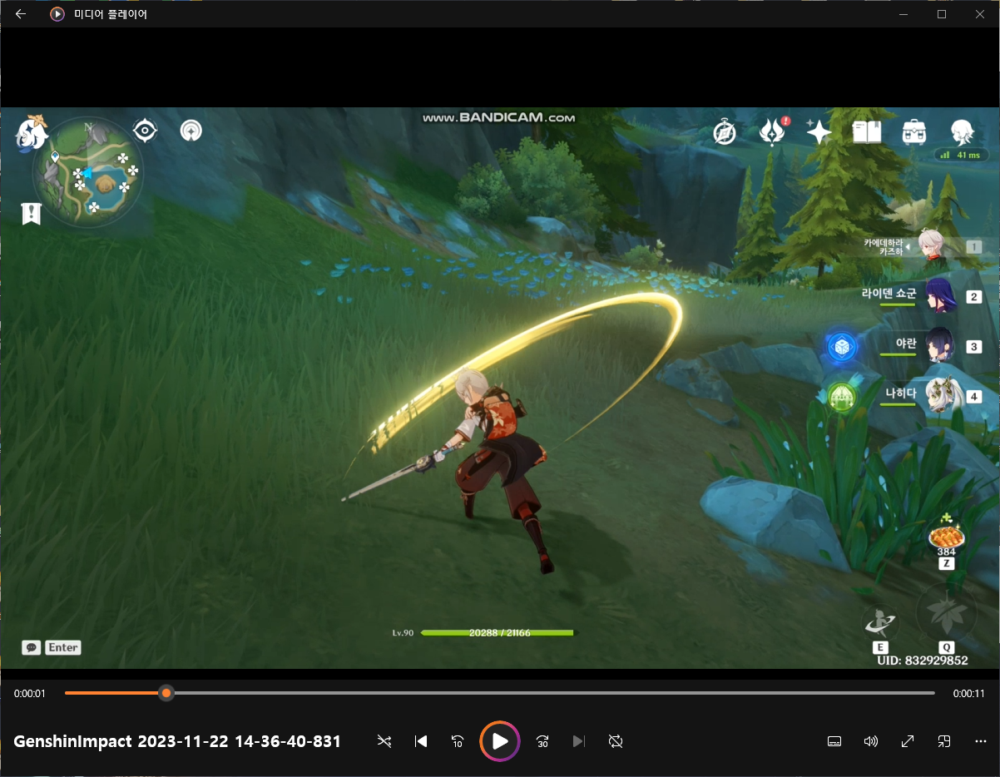 미디어 플레이어
www.BANDICAM.com
N
41 ms
카에데하라
카즈하
1
라이덴 쇼군
2
야란
3
나히다
4
384
Z
Lv.90
20288 / 21166
Enter
E
Q
UID: 832929852
0:00:01
0:00:11
GenshinImpact 2023-11-22 14-36-40-831
10
30